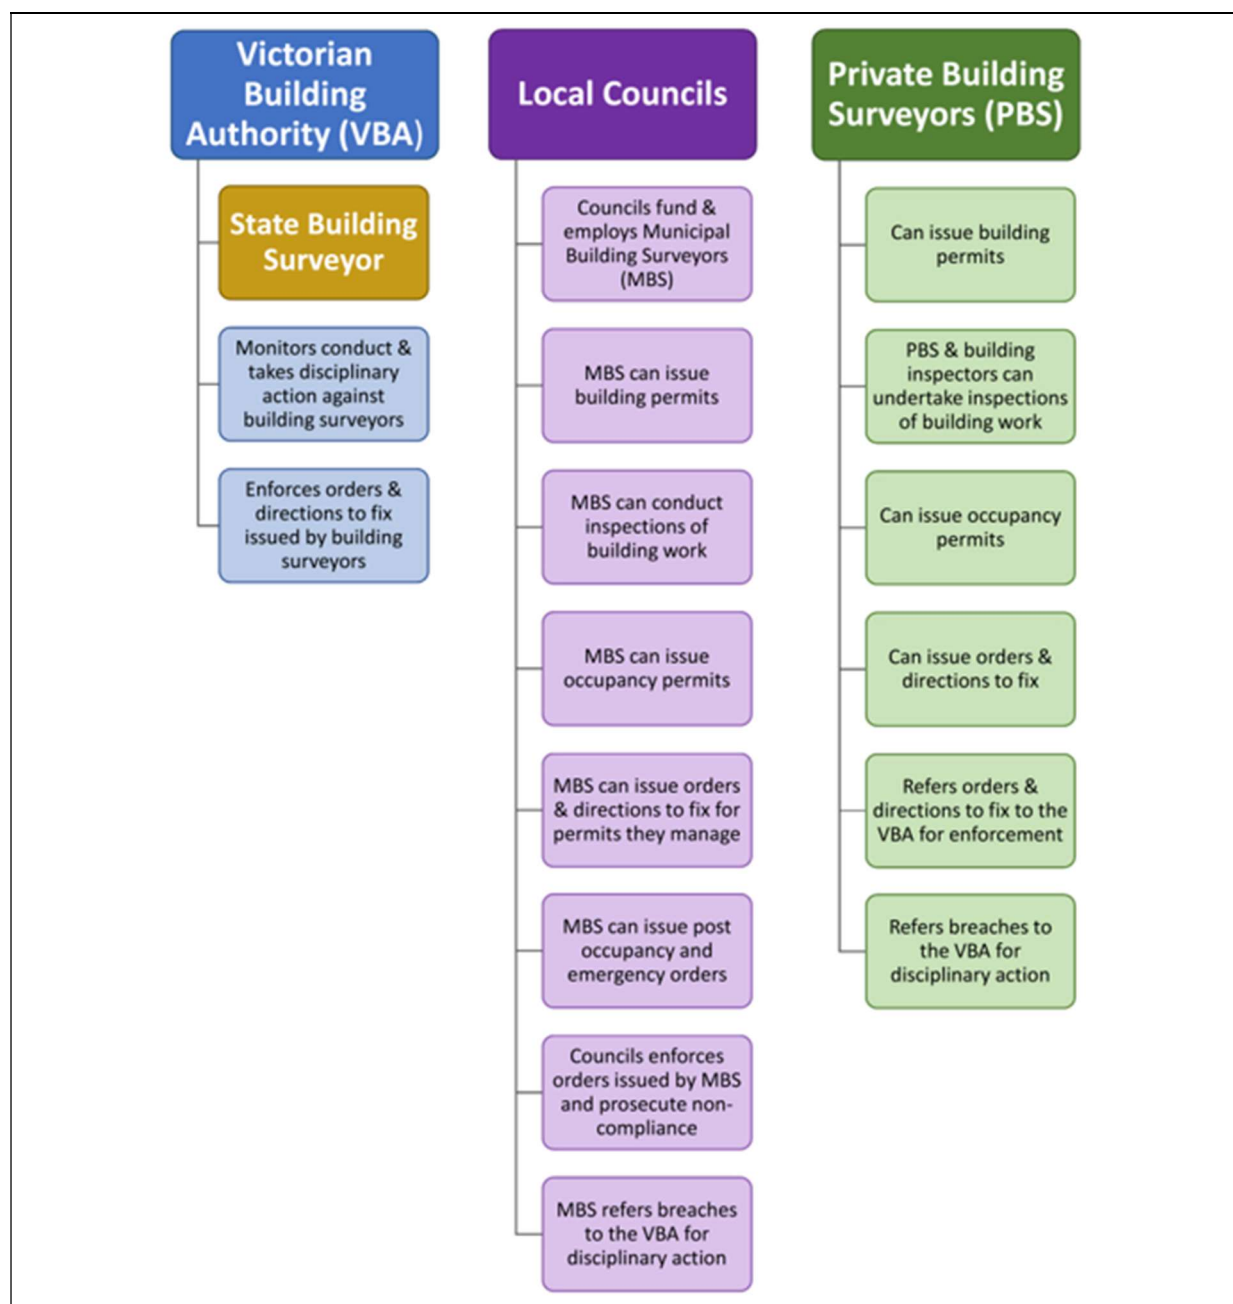 Victorian
Building
Authority (VBA)
State Building
Surveyor
Monitors conduct &
takes disciplinary
action against
building surveyors
Enforces orders &
directions to fix
issued by building
surveyors
Local Councils
Councils fund &
employs Municipal
Building Surveyors
(MBS)
MBS can issue
building permits
MBS can conduct
inspections of
building work
MBS can issue
occupancy permits
MBS can issue orders
& directions to fix for
permits they manage
MBS can issue post
occupancy and
emergency orders
Councils enforces
orders issued by MBS
and prosecute non-
compliance
MBS refers breaches
to the VBA for
disciplinary action
Private Building
Surveyors (PBS)
Can issue building
permits
PBS & building
inspectors can
undertake inspections
of building work
Can issue occupancy
permits
Can issue orders &
directions to fix
Refers orders &
directions to fix to the
VBA for enforcement
Refers breaches to
the VBA for
disciplinary action